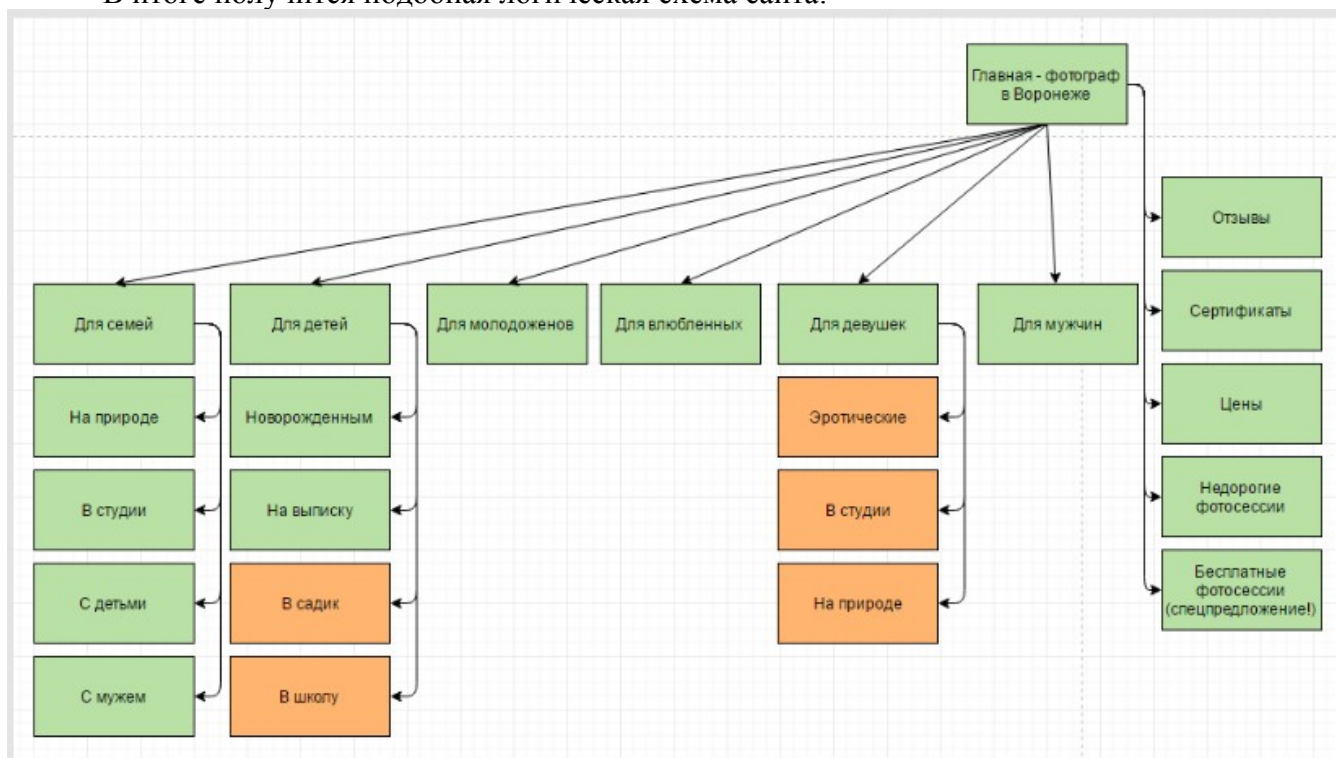 В итоге получится подобная логическая схема сайта:
Главная - фотограф
в Воронеже
Отзывы
Сертификаты
Цены
Недорогие
фотосессии
Бесплатные
фотосессии
(спецпредложение!)
Для семей
На природе
В студии
С детьми
С мужем
Для детей
Новорожденным
На выписку
В садик
В школу
Для молодоженов
Для влюбленных
Для девушек
Эротические
В студии
На природе
Для мужчин